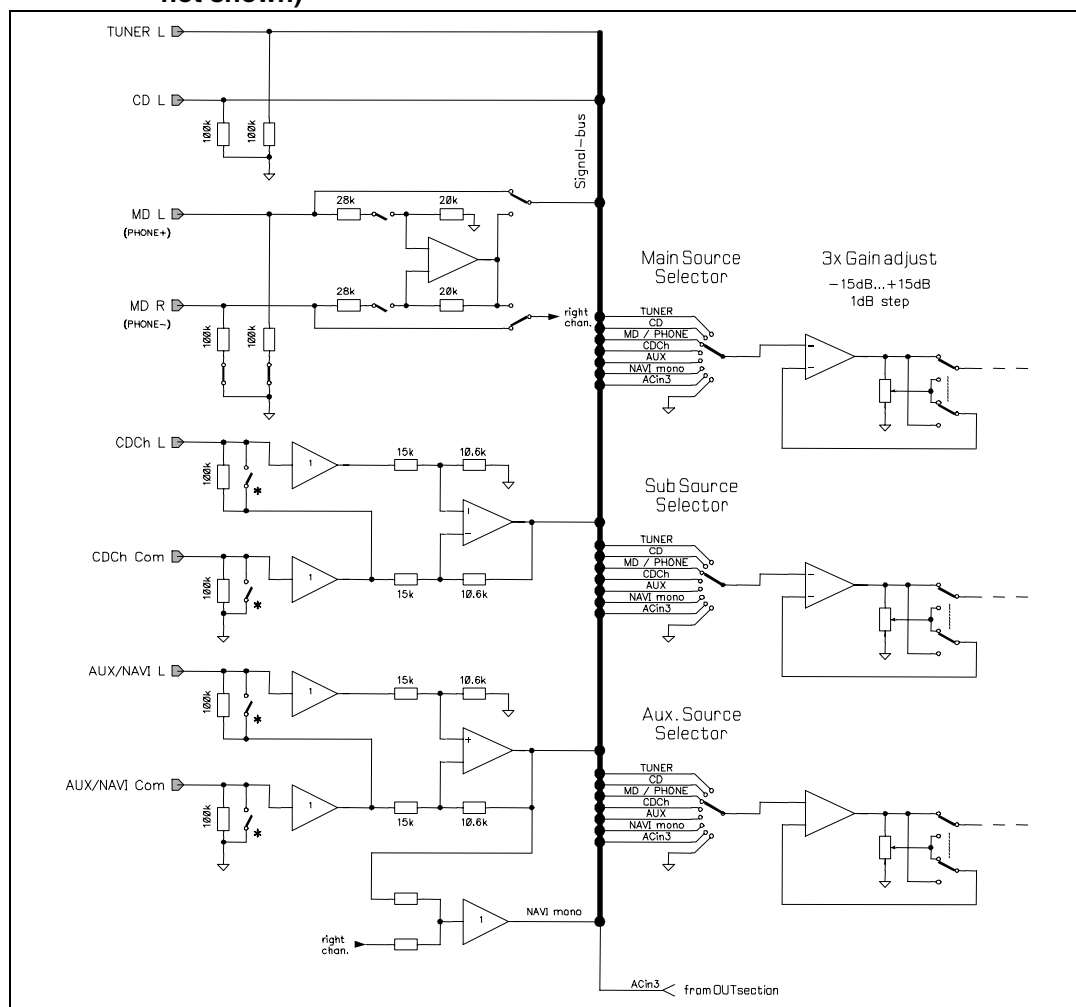 not shown)
TUNER L
CD L
100k
100k
Signal-bus
MD L
(PHONE+)
28k
20k
MD R
(PHONE-)
28k
20k
right
chan.
100k
100k
Main Source
Selector
TUNER
CD
MD / PHONE
CDCh
AUX
NAVI mono
ACin3
3x Gain adjust
-15dB...+15dB
1dB step
CDCh L
100k
*
1
15k
10.6k
CDCh Com
100k
*
1
15k
10.6k
Sub Source
Selector
TUNER
CD
MD / PHONE
CDCh
AUX
NAVI mono
ACin3
AUX/NAVI L
100k
*
1
15k
10.6k
+
AUX/NAVI Com
100k
*
1
15k
10.6k
Aux. Source
Selector
TUNER
CD
MD / PHONE
CDCh
AUX
NAVI mono
ACin3
right
chan.
1
NAVI mono
ACin3
from OUTsection